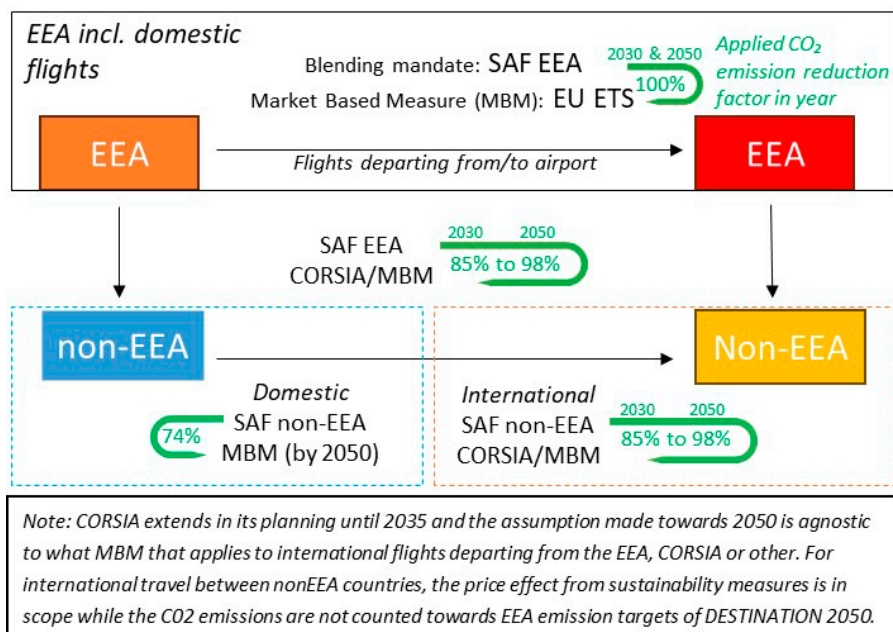 EEA incl. domestic
flights
Blending mandate: SAF EEA
Market Based Measure (MBM): EU ETS
2030 & 2050
100%
Applied CO₂
emission reduction
factor in year
EEA
Flights departing from/to airport
EEA
SAF EEA
CORSIA/MBM
2030 2050
85% to 98%
non-EEA
Non-EEA
Domestic
SAF non-EEA
MBM (by 2050)
74%
International
SAF non-EEA
CORSIA/MBM
2030 2050
85% to 98%
Note: CORSIA extends in its planning until 2035 and the assumption made towards 2050 is agnostic
to what MBM that applies to international flights departing from the EEA, CORSIA or other. For
international travel between nonEEA countries, the price effect from sustainability measures is in
scope while the C02 emissions are not counted towards EEA emission targets of DESTINATION 2050.